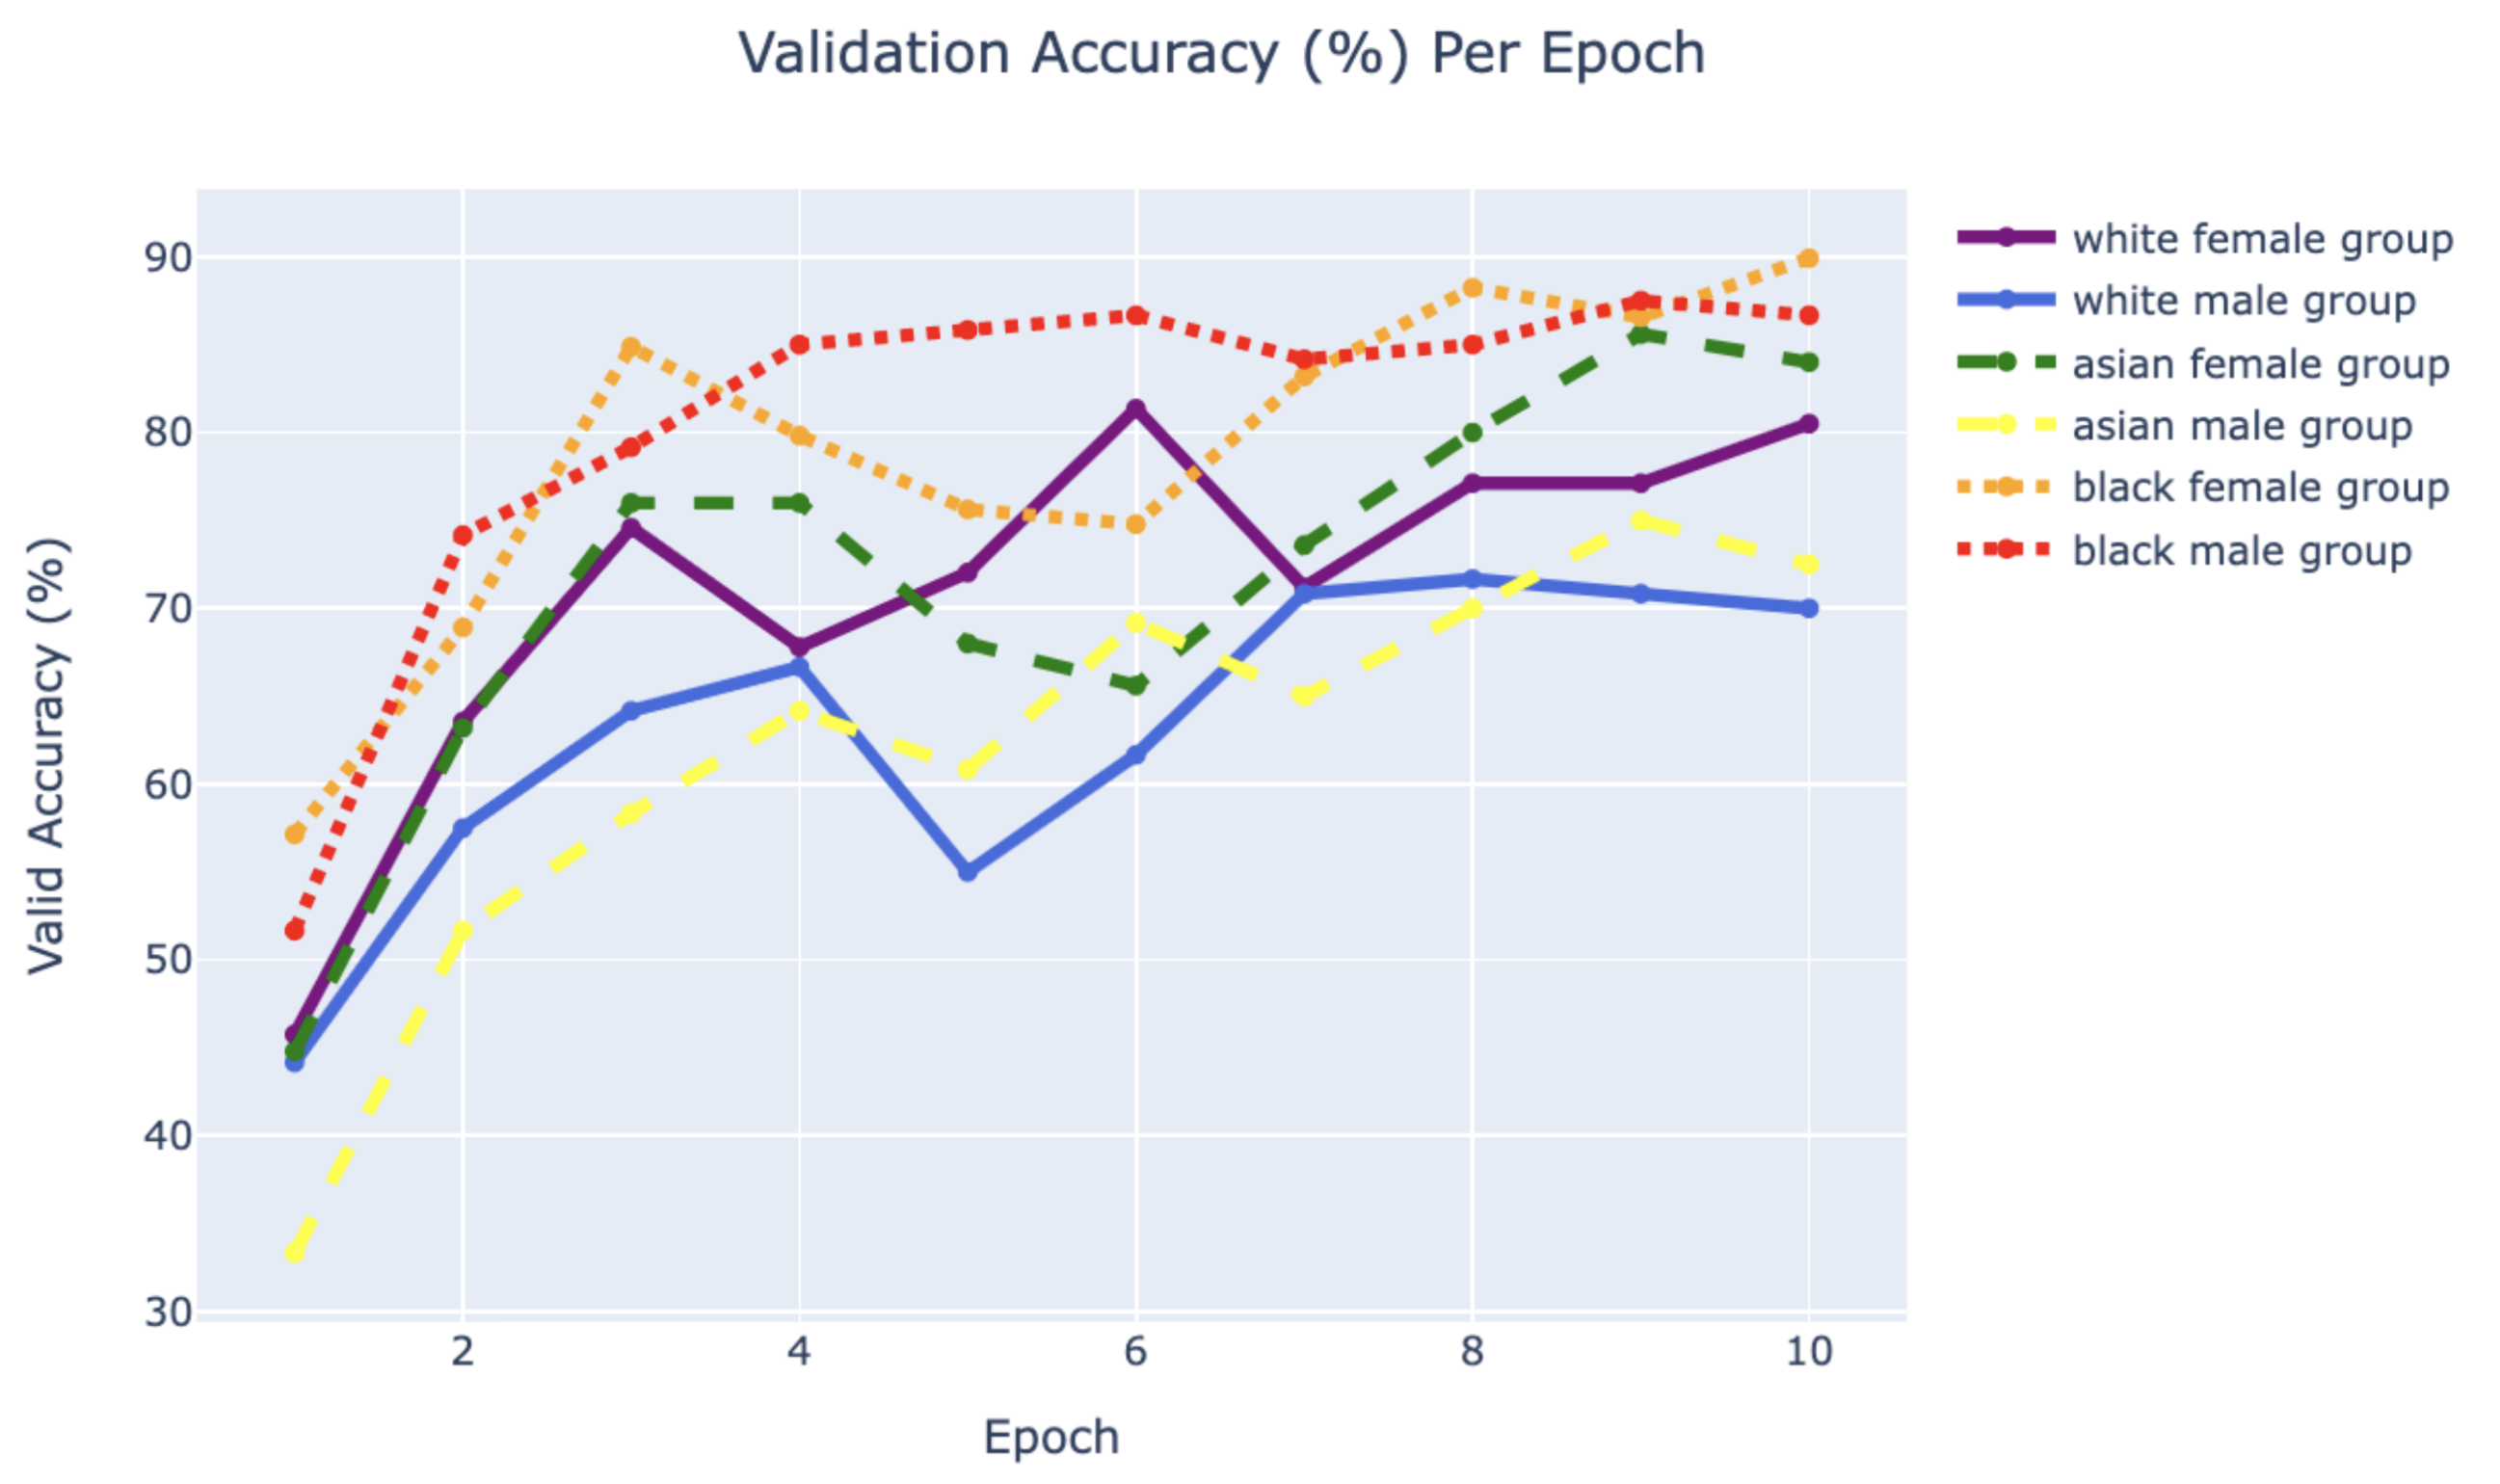 Validation Accuracy (%) Per Epoch
Valid Accuracy (%)
90
80
70
60
50
40
30
2
4
6
8
10
Epoch
white female group
white male group
asian female group
asian male group
black female group
black male group